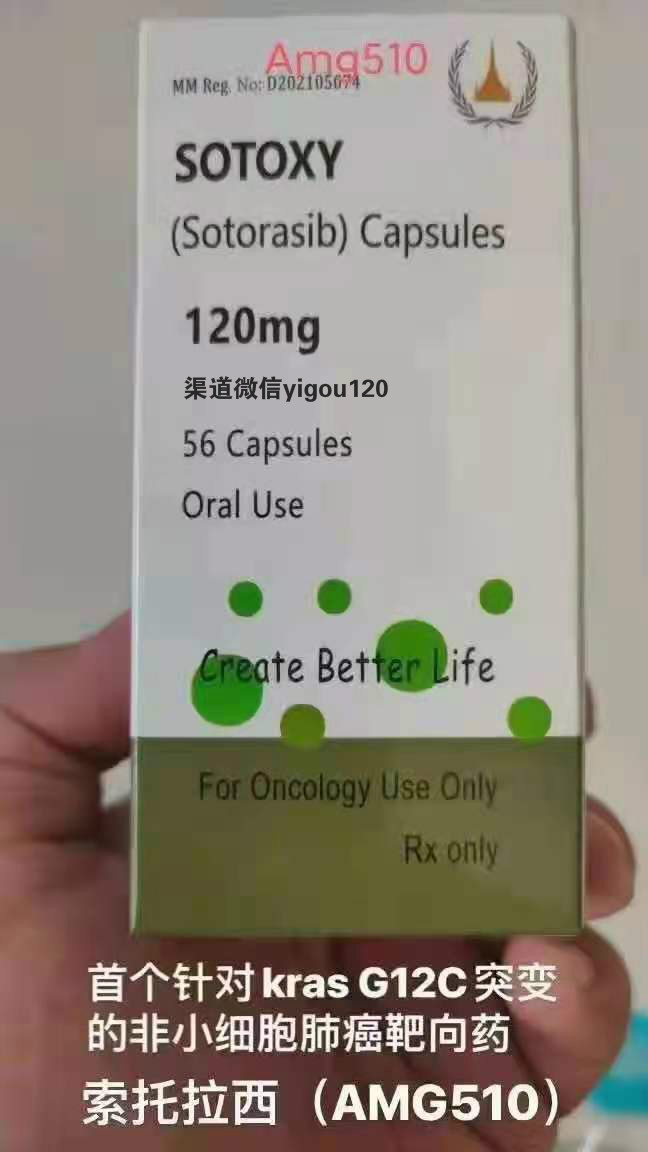 Amg510
MM Reg. No: D202105674
SOTOXY
(Sotorasib) Capsules
120mg
渠道微信yigou120
56 Capsules
Oral Use
Create Better Life
For Oncology Use Only
Rx only
首个针对kras G12C突变
的非小细胞肺癌靶向药
索托拉西（AMG510）